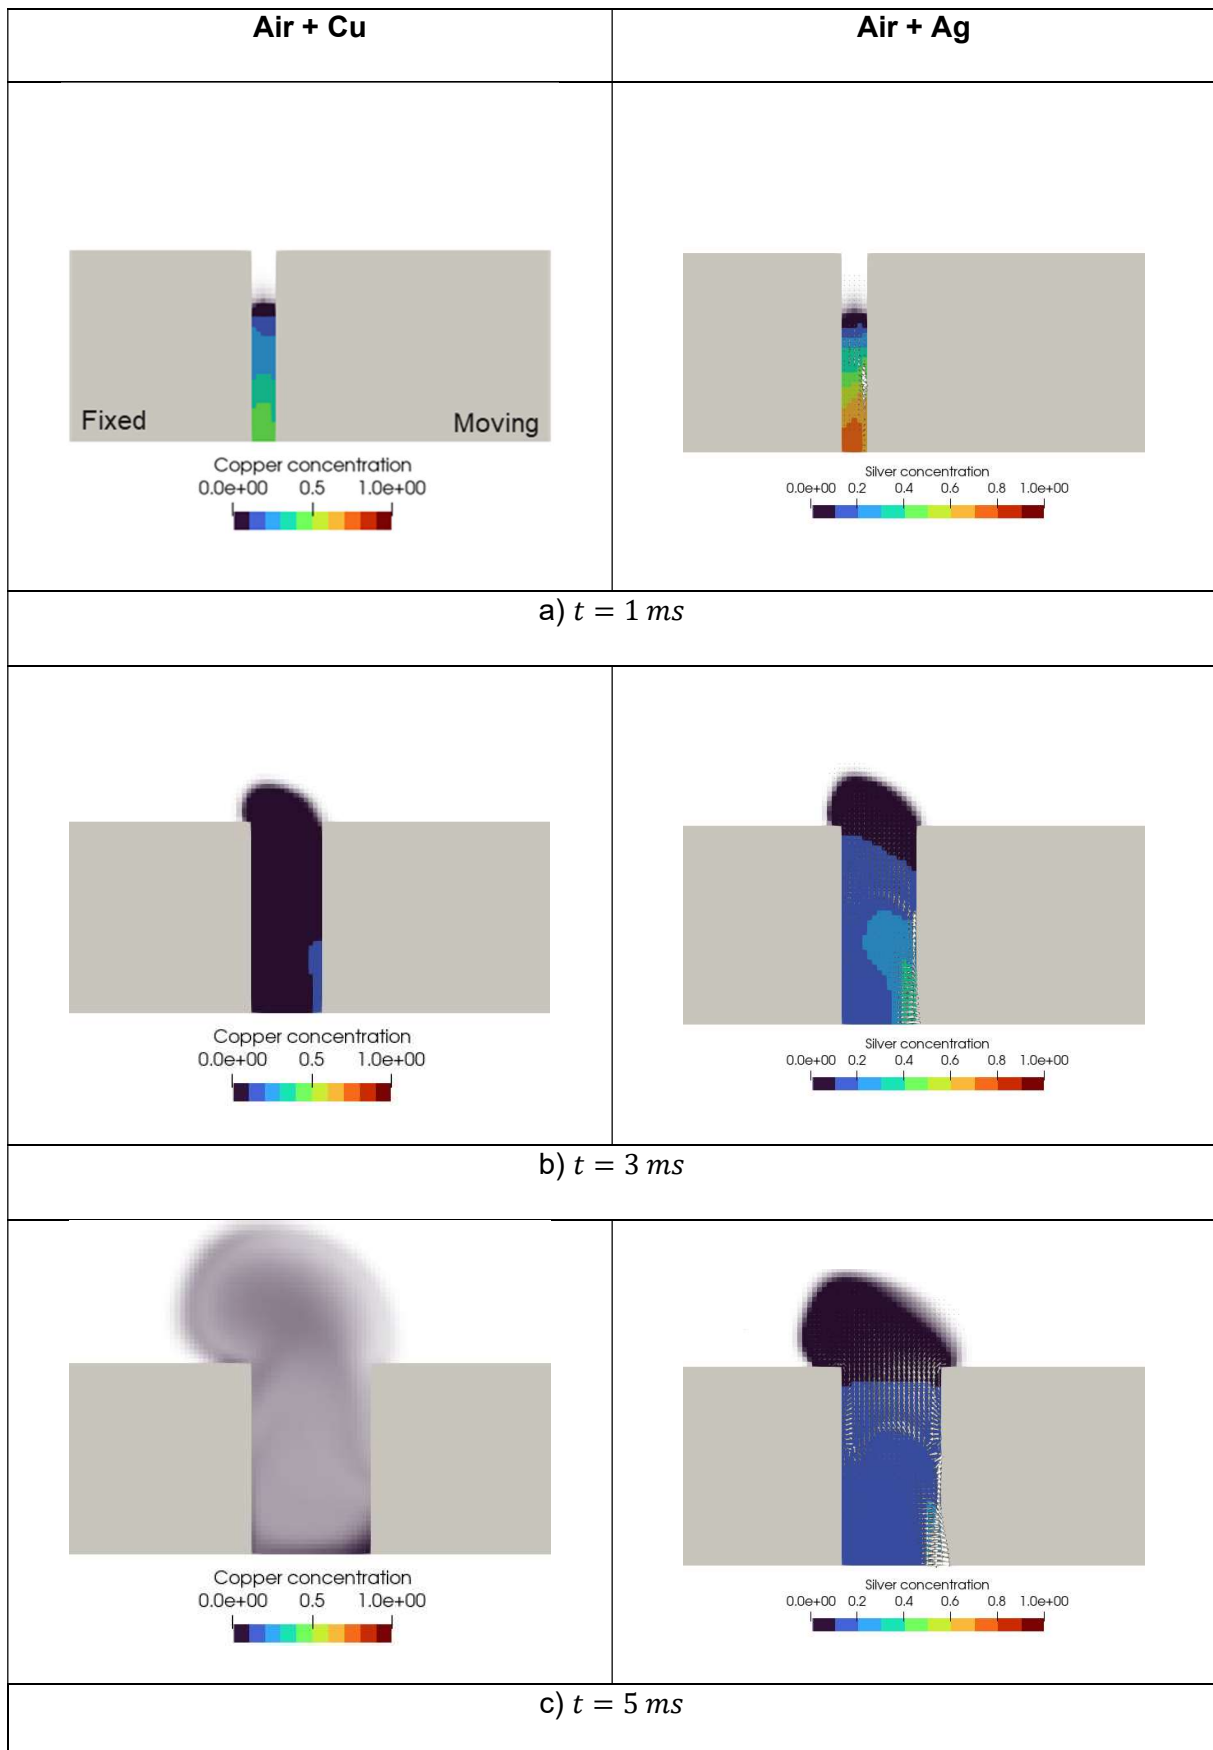 Air + Cu
Air + Ag
Fixed
Moving
Copper concentration
0.0e+00 0.5 1.0e+00
Silver concentration
0.0e+00 0.2 0.4 0.6 0.8 1.0e+00
a) t = 1 ms
Copper concentration
0.0e+00 0.5 1.0e+00
Silver concentration
0.0e+00 0.2 0.4 0.6 0.8 1.0e+00
b) t = 3 ms
Copper concentration
0.0e+00 0.5 1.0e+00
Silver concentration
0.0e+00 0.2 0.4 0.6 0.8 1.0e+00
c) t = 5 ms